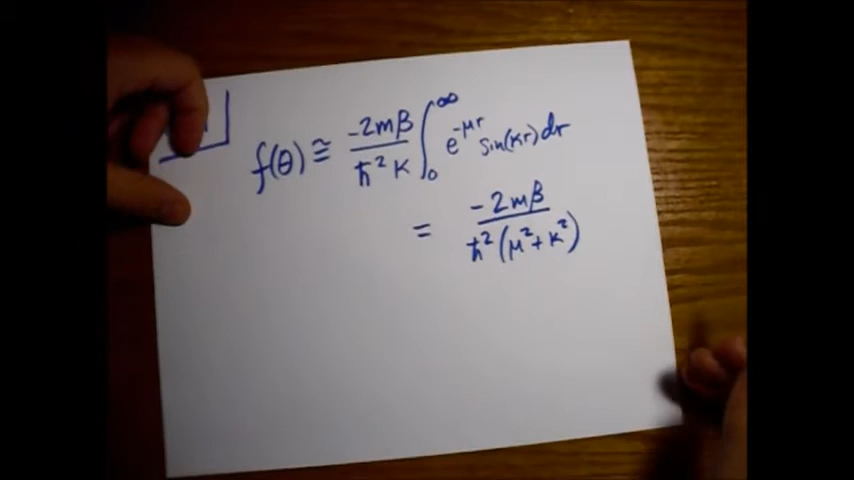 f(θ) ≅ -2mβ / ħ²κ ∫₀^∞ e^(-μr) sin(κr) dr
= -2mβ / ħ²(μ²+κ²)